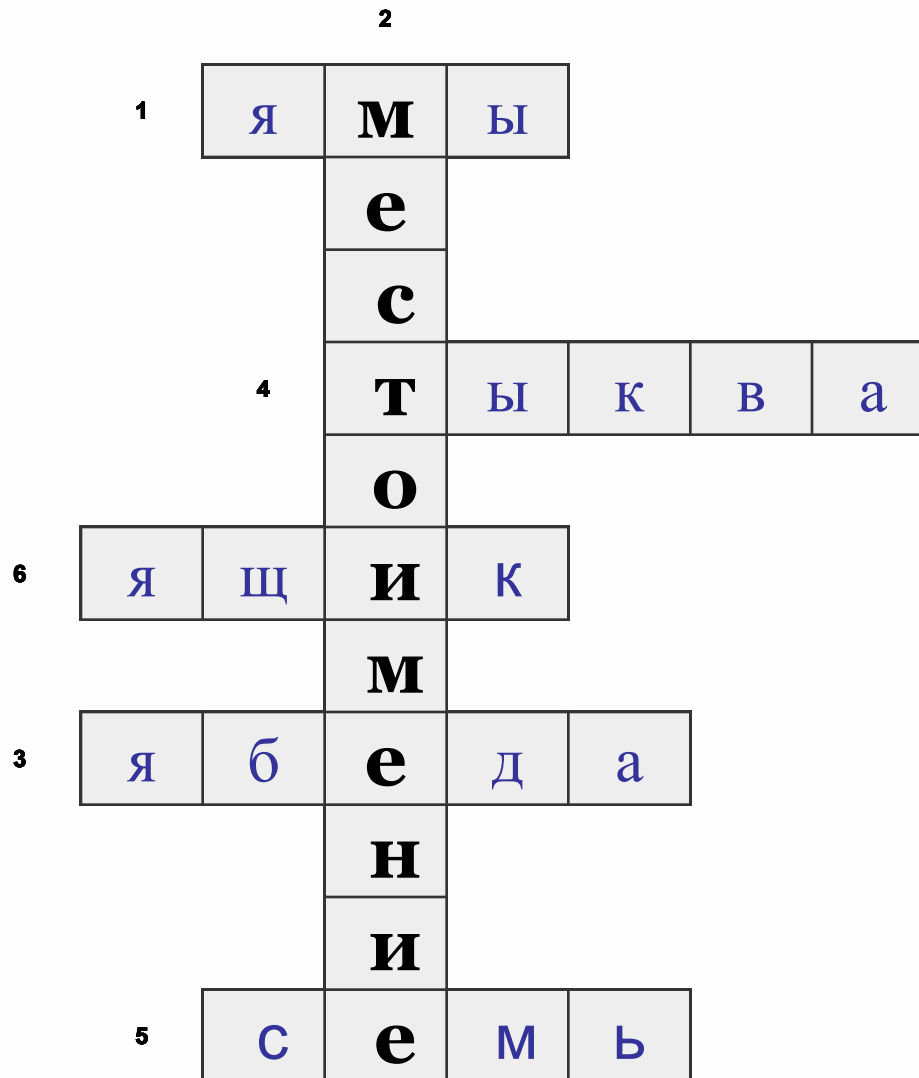 2
1 я м ы
е
с
4 т ы к в а
о
6 я щ и к
м
3 я б е д а
н
и
5 с е м ь